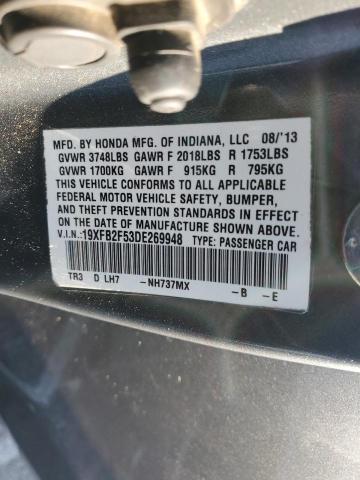 MFD. BY HONDA MFG. OF INDIANA, LLC 08/'13
GVWR 3748LBS GAWR F 2018LBS R 1753LBS
GVWR 1700KG GAWR F 915KG R 795KG
THIS VEHICLE CONFORMS TO ALL APPLICABLE
FEDERAL MOTOR VEHICLE SAFETY, BUMPER,
AND THEFT PREVENTION STANDARDS IN EFFECT
ON THE DATE OF MANUFACTURE SHOWN ABOVE.
V.I.N.:19XFB2F53DE269948 TYPE: PASSENGER CAR
TR3 D LH7 -NH737MX -B -E